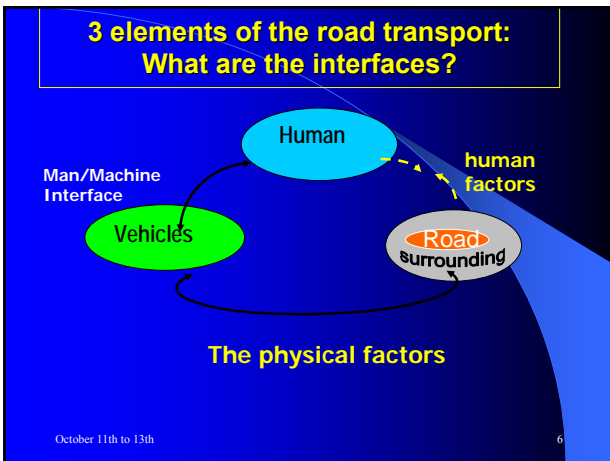 3 elements of the road transport:
What are the interfaces?
Human
Man/Machine
Interface
human
factors
Vehicles
Road
surrounding
The physical factors
October 11th to 13th
6